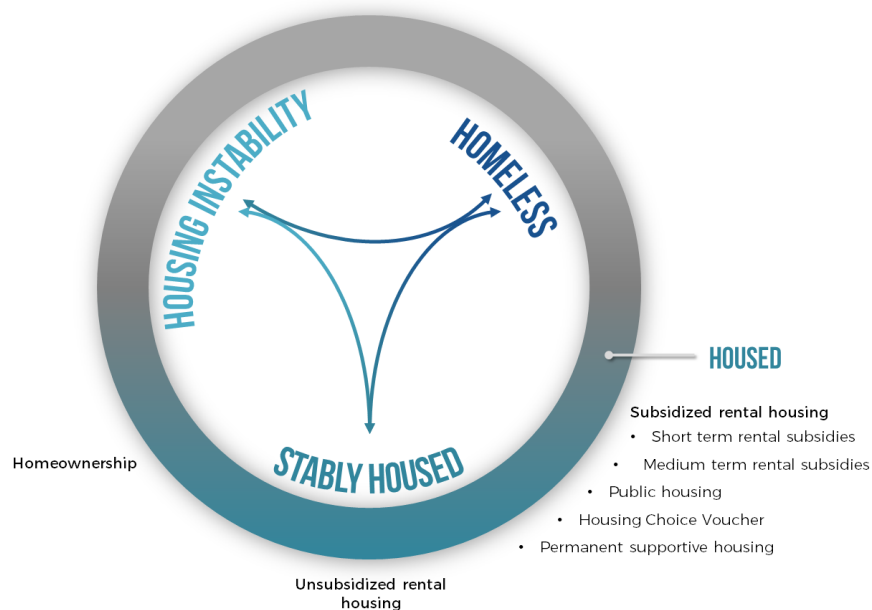 HOUSING INSTABILITY
HOMELESS
STABLY HOUSED
HOUSED
Subsidized rental housing
• Short term rental subsidies
• Medium term rental subsidies
• Public housing
• Housing Choice Voucher
• Permanent supportive housing
Homeownership
Unsubsidized rental
housing